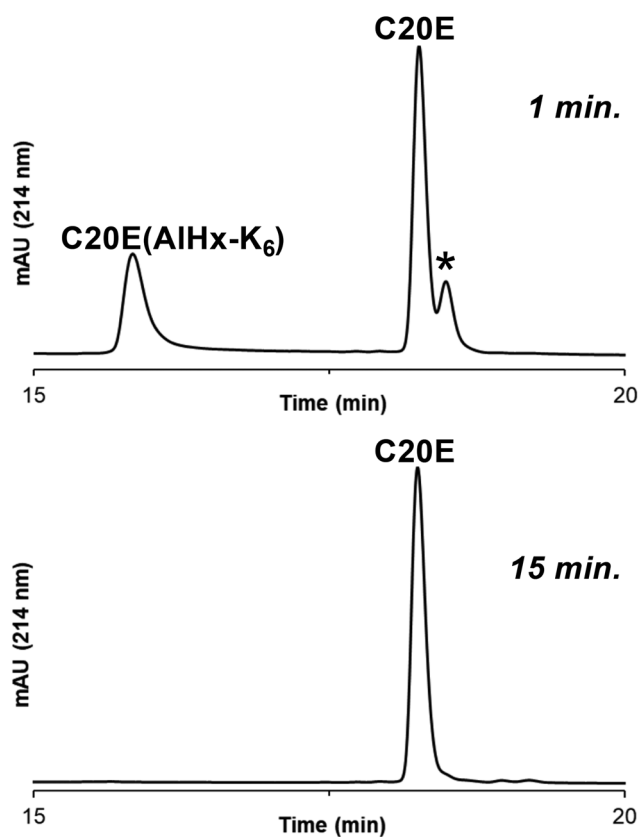 C20E
1 min.
mAU (214 nm)
C20E(AlHx-K₆)
*
15
20
Time (min)
C20E
15 min.
mAU (214 nm)
15
20
Time (min)